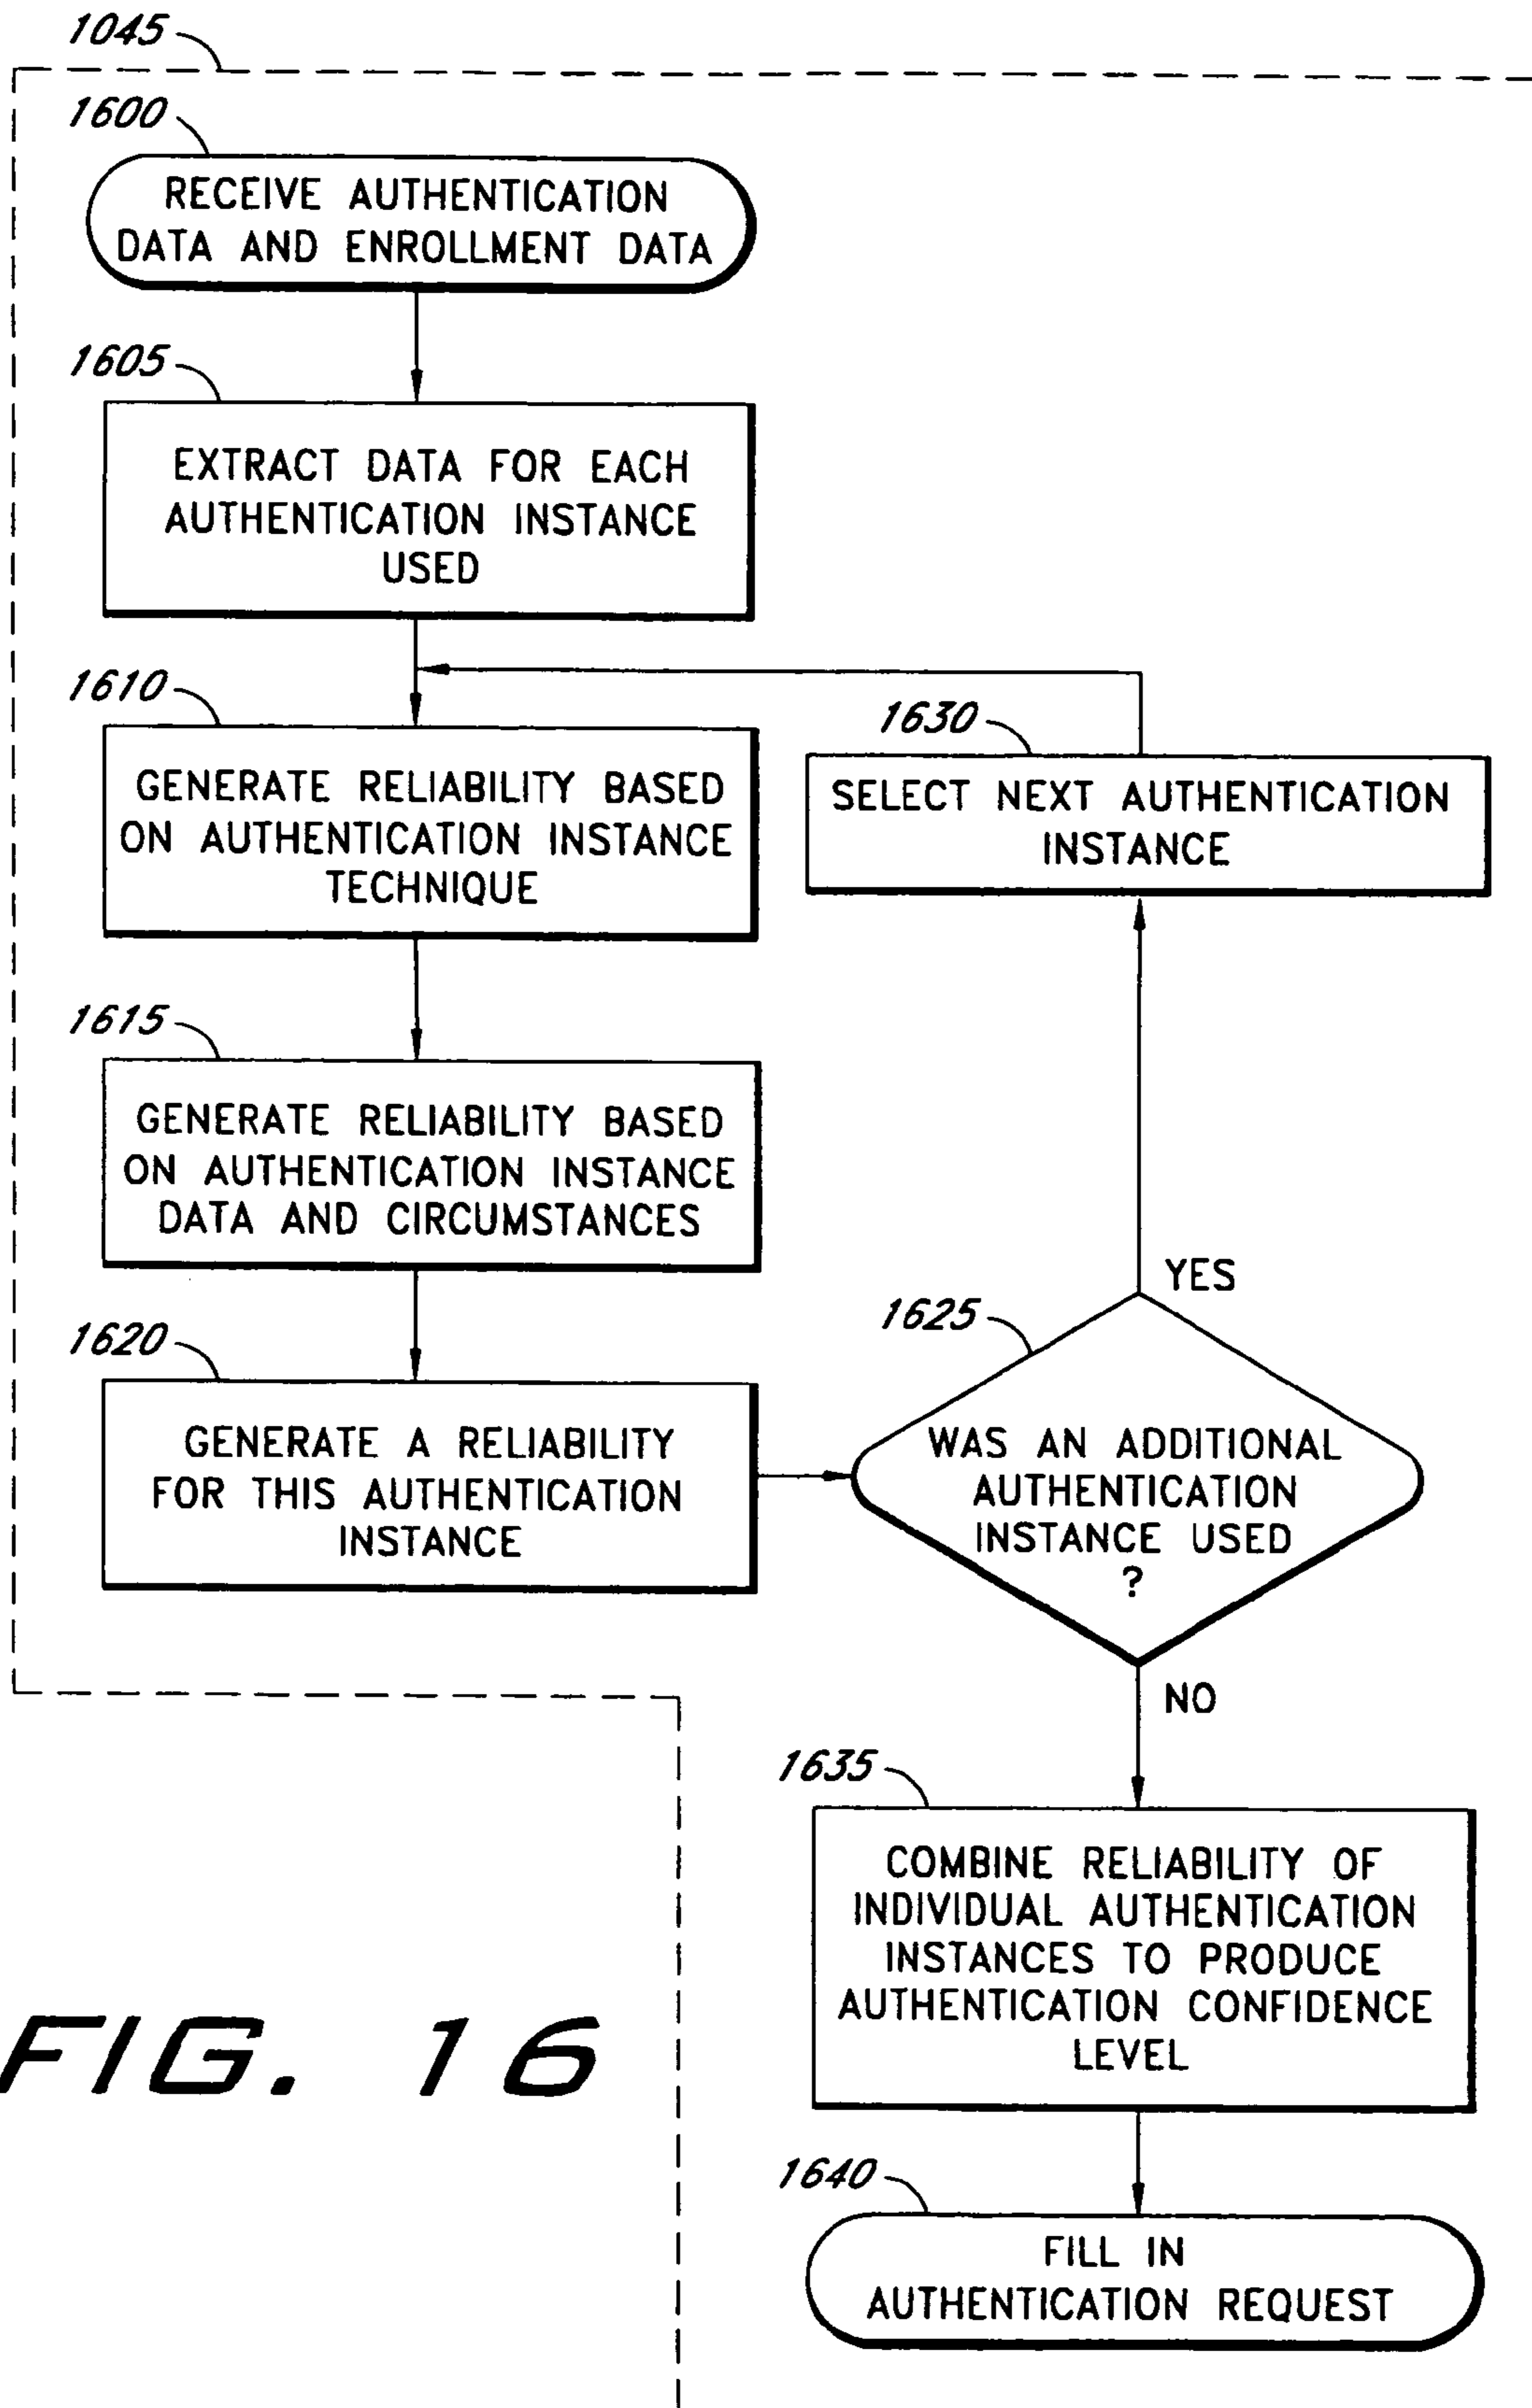 1045
1600
RECEIVE AUTHENTICATION
DATA AND ENROLLMENT DATA
1605
EXTRACT DATA FOR EACH
AUTHENTICATION INSTANCE
USED
1610
GENERATE RELIABILITY BASED
ON AUTHENTICATION INSTANCE
TECHNIQUE
1630
SELECT NEXT AUTHENTICATION
INSTANCE
1615
GENERATE RELIABILITY BASED
ON AUTHENTICATION INSTANCE
DATA AND CIRCUMSTANCES
YES
1620
GENERATE A RELIABILITY
FOR THIS AUTHENTICATION
INSTANCE
1625
WAS AN ADDITIONAL
AUTHENTICATION
INSTANCE USED
?
NO
1635
COMBINE RELIABILITY OF
INDIVIDUAL AUTHENTICATION
INSTANCES TO PRODUCE
AUTHENTICATION CONFIDENCE
LEVEL
1640
FILL IN
AUTHENTICATION REQUEST
FIG. 16